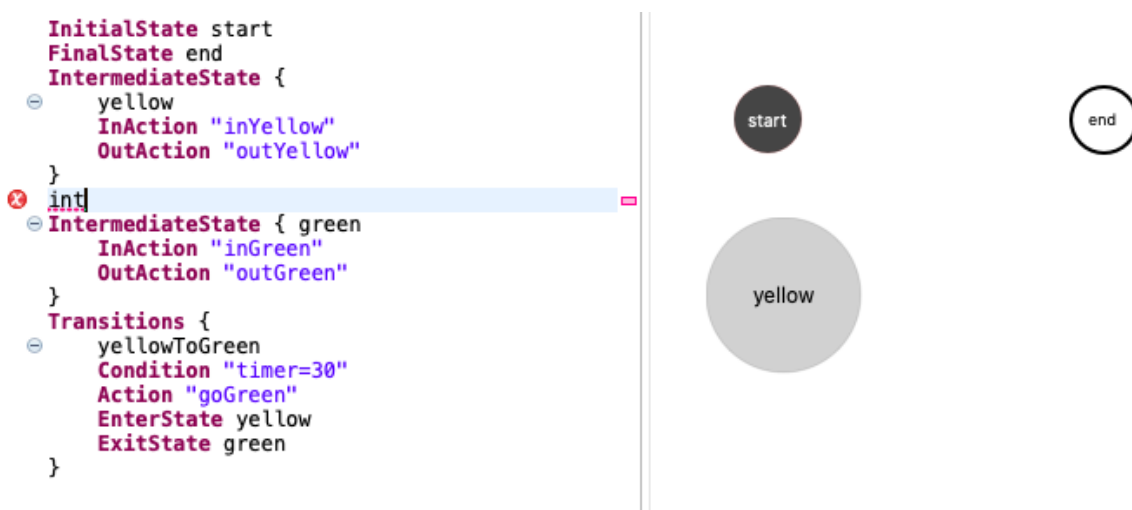 InitialState start
FinalState end
IntermediateState {
yellow
InAction "inYellow"
OutAction "outYellow"
}
int
IntermediateState { green
InAction "inGreen"
OutAction "outGreen"
}
Transitions {
yellowToGreen
Condition "timer=30"
Action "goGreen"
EnterState yellow
ExitState green
}
start
end
yellow